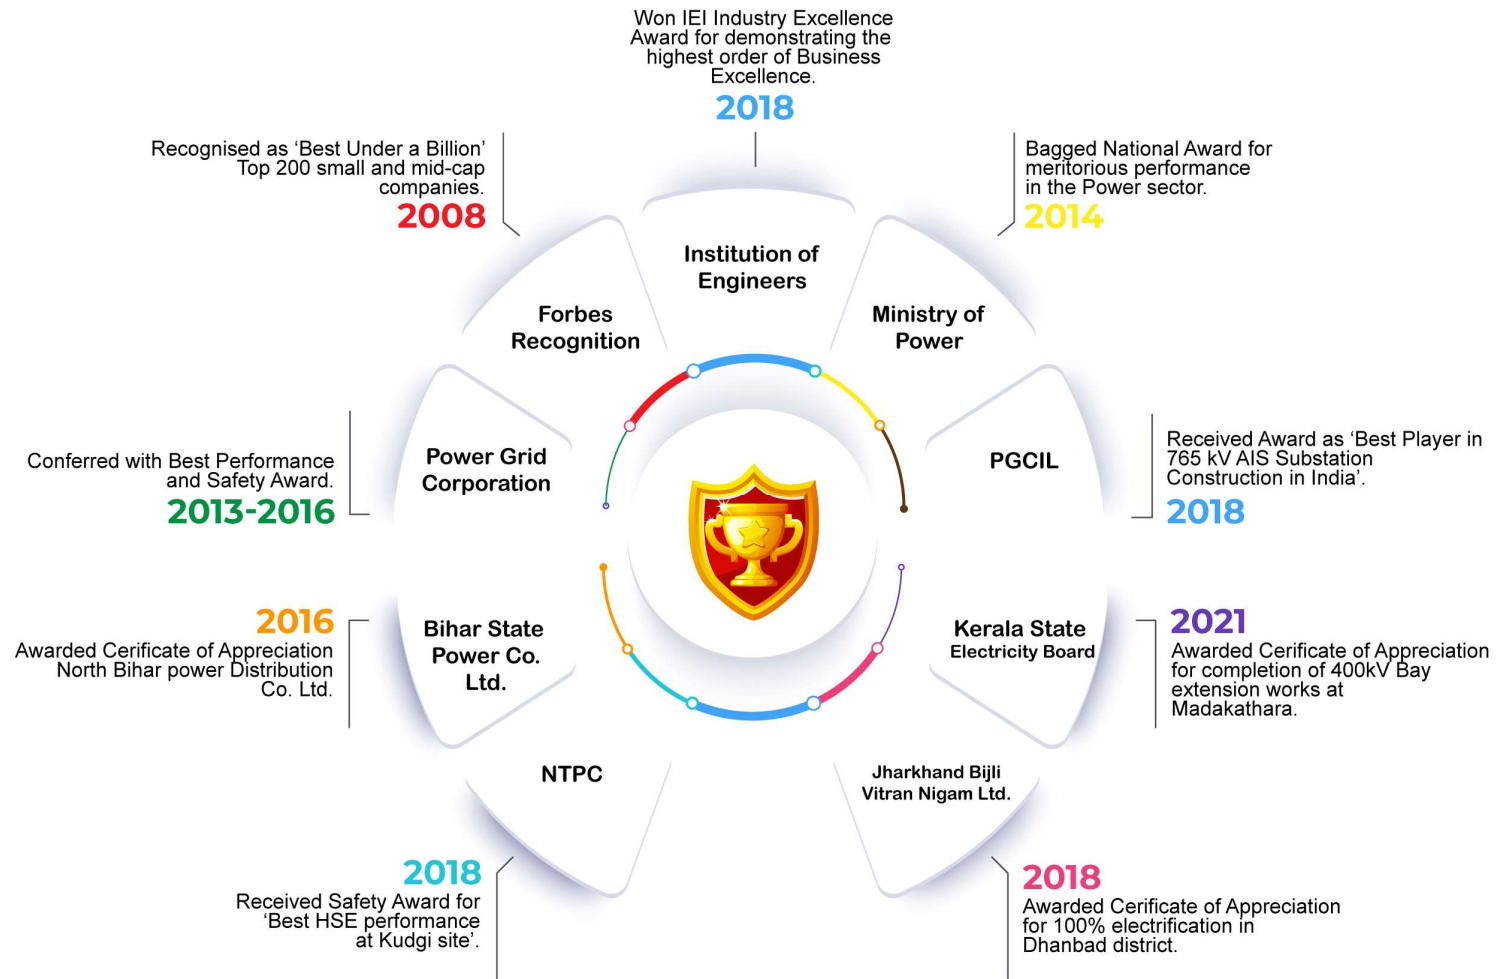 Won IEI Industry Excellence
Award for demonstrating the
highest order of Business
Excellence.
2018
Recognised as ‘Best Under a Billion’
Top 200 small and mid-cap
companies.
2008
Bagged National Award for
meritorious performance
in the Power sector.
2014
Institution of
Engineers
Forbes
Recognition
Ministry of
Power
Conferred with Best Performance
and Safety Award.
2013-2016
Power Grid
Corporation
PGCIL
Received Award as ‘Best Player in
765 kV AIS Substation
Construction in India’.
2018
2016
Awarded Cerificate of Appreciation
North Bihar power Distribution
Co. Ltd.
Bihar State
Power Co.
Ltd.
Kerala State
Electricity Board
2021
Awarded Cerificate of Appreciation
for completion of 400kV Bay
extension works at
Madakathara.
NTPC
Jharkhand Bijli
Vitran Nigam Ltd.
2018
Received Safety Award for
‘Best HSE performance
at Kudgi site’.
2018
Awarded Cerificate of Appreciation
for 100% electrification in
Dhanbad district.